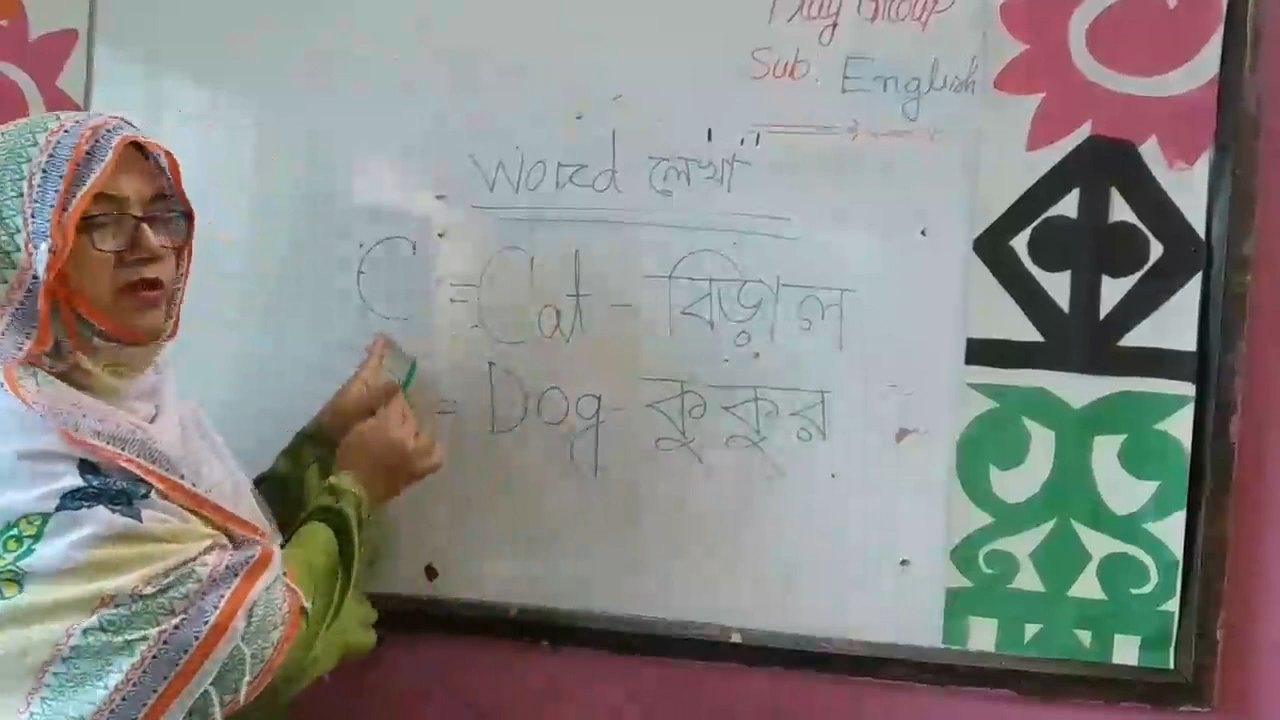 Play Group
Sub. English
Word লেখা
C = Cat - বিড়াল
= Dog - কুকুর